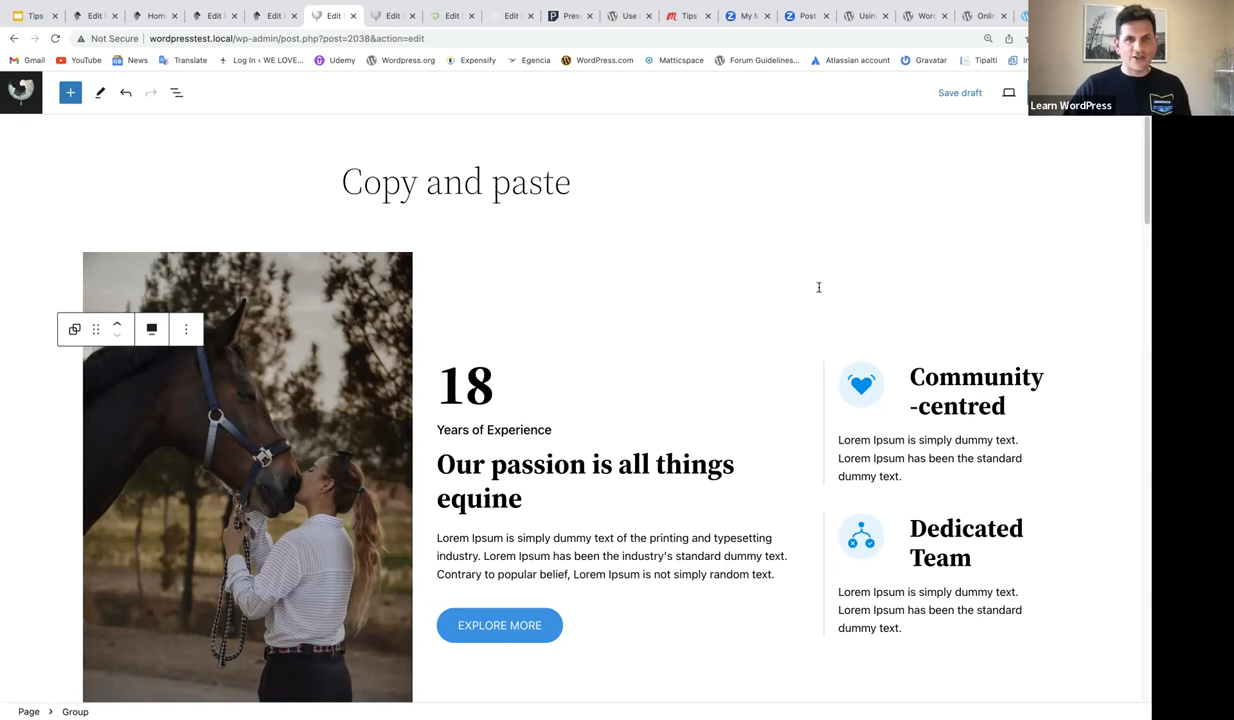 Tips
Edit
Hom
Edit
Edit
Edit
Edit
Edit
Edit
Pres
Use
Tips
My
Post
Using
Word
Onlin
Not Secure
wordpresstest.local/wp-admin/post.php?post=2038&action=edit
Gmail
YouTube
News
Translate
Log In ‹ WE LOVE...
Udemy
Wordpress.org
Expensify
Egencia
WordPress.com
Matticspace
Forum Guidelines...
Atlassian account
Gravatar
Tipalti
Learn WordPress
Save draft
Copy and paste
18
Years of Experience
Our passion is all things
equine
Lorem Ipsum is simply dummy text of the printing and typesetting
industry. Lorem Ipsum has been the industry's standard dummy text.
Contrary to popular belief, Lorem Ipsum is not simply random text.
EXPLORE MORE
Community
-centred
Lorem Ipsum is simply dummy text.
Lorem Ipsum has been the standard
dummy text.
Dedicated
Team
Lorem Ipsum is simply dummy text.
Lorem Ipsum has been the standard
dummy text.
Page
Group